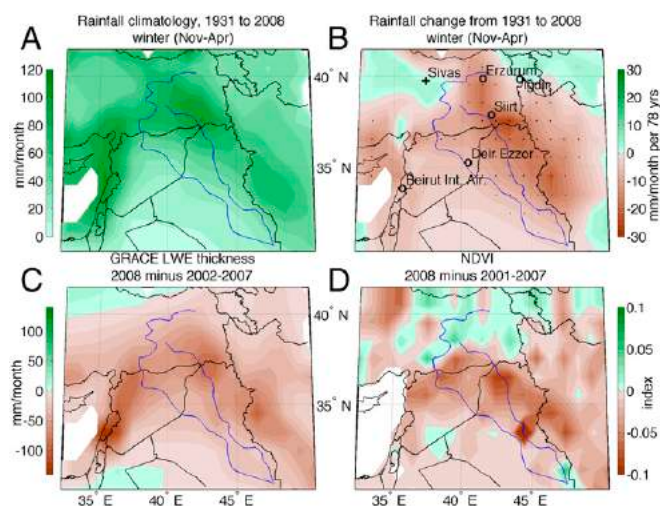 Rainfall climatology, 1931 to 2008
winter (Nov-Apr)
Rainfall change from 1931 to 2008
winter (Nov-Apr)
A
B
120
100
80
60
40
20
0
mm/month
40°N
35°N
Sivas
Erzurum
Igdir
Siirt
Deir Ezzor
Beirut Int. Air.
30
20
10
0
-10
-20
-30
mm/month per 78 yrs
GRACE LWE thickness
2008 minus 2002-2007
NDVI
2008 minus 2001-2007
C
D
100
50
0
-50
-100
mm/month
40°N
35°N
0.1
0.05
0
-0.05
-0.1
index
35°E 40°E 45°E
35°E 40°E 45°E